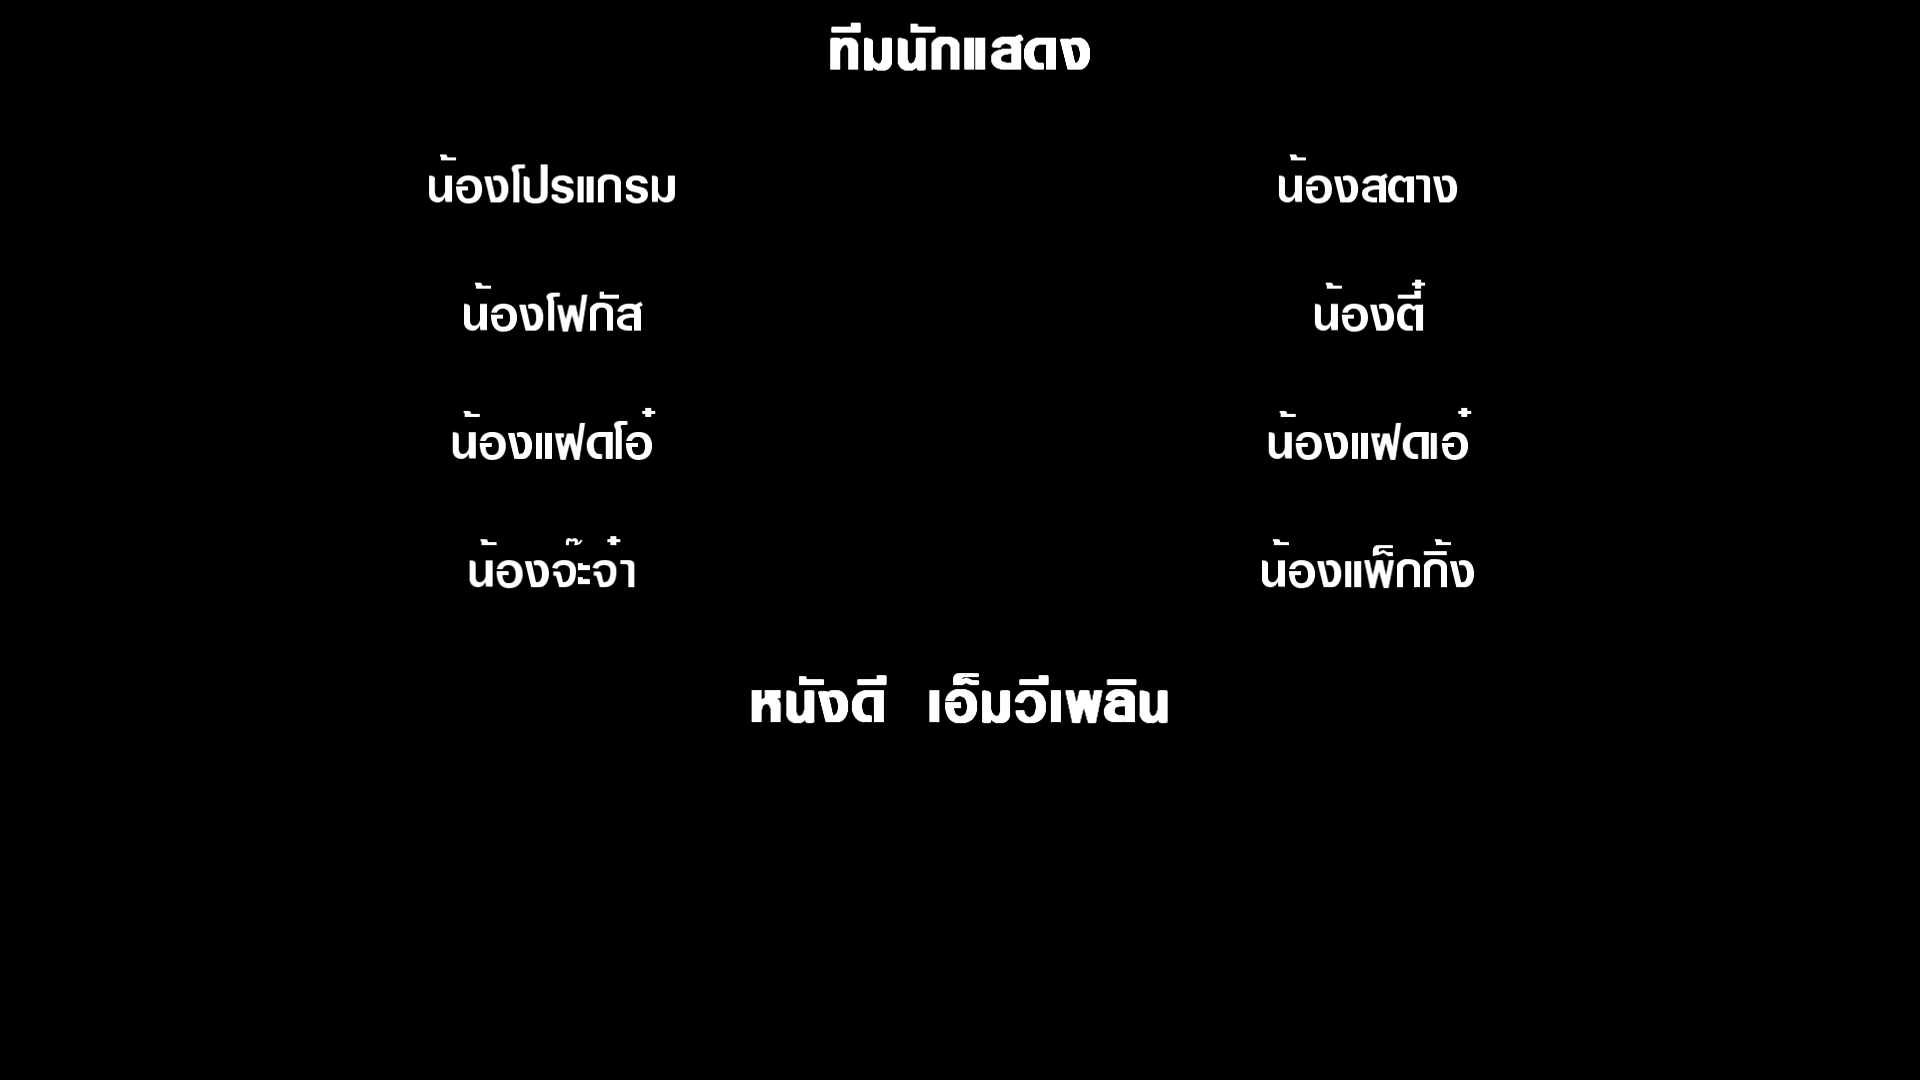 ทีมนักแสดง
น้องโปรแกรม น้องสตาง
น้องโฟกัส น้องตี๋
น้องแฝดโอ๋ น้องแฝดเอ๋
น้องจ๊ะจ๋า น้องแพ็กกิ้ง
หนังดี เอ็มวีเพลิน